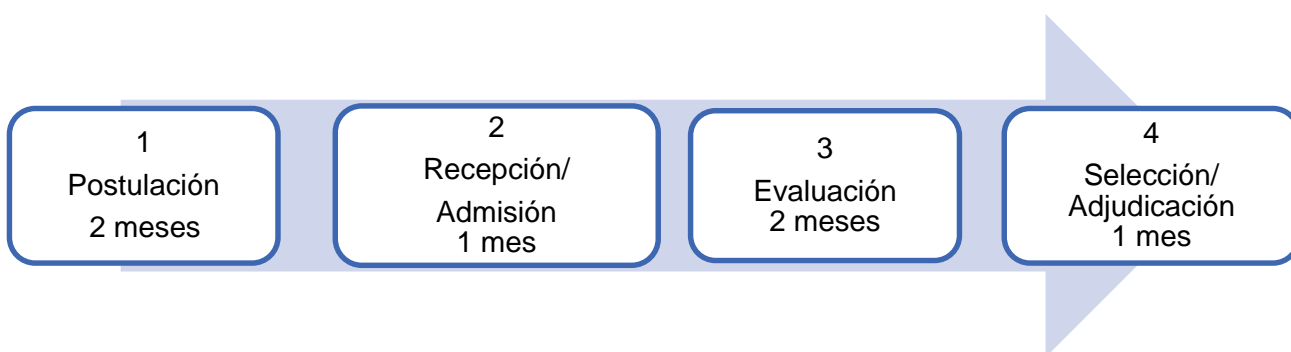 1
Postulación
2 meses
2
Recepción/
Admisión
1 mes
3
Evaluación
2 meses
4
Selección/
Adjudicación
1 mes